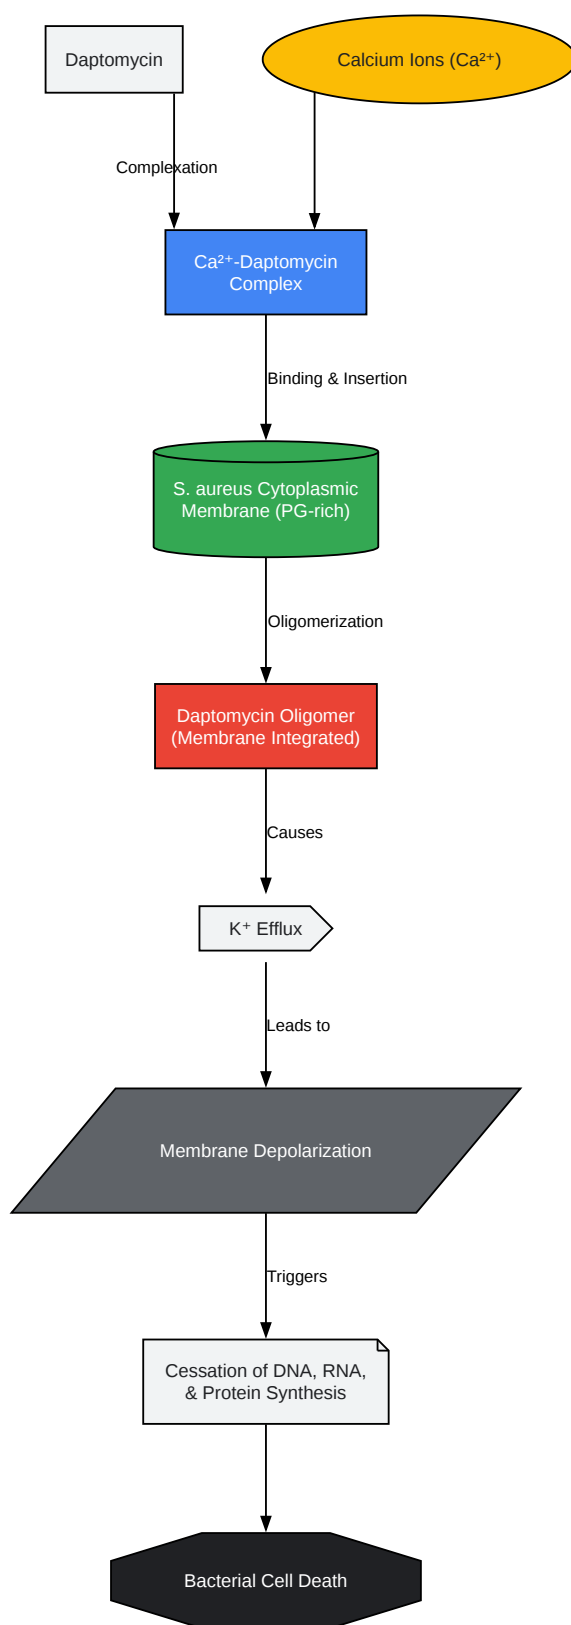 Daptomycin
Calcium Ions (Ca²⁺)
Complexation
Ca²⁺-Daptomycin
Complex
Binding & Insertion
S. aureus Cytoplasmic
Membrane (PG-rich)
Oligomerization
Daptomycin Oligomer
(Membrane Integrated)
Causes
K⁺ Efflux
Leads to
Membrane Depolarization
Triggers
Cessation of DNA, RNA,
& Protein Synthesis
Bacterial Cell Death